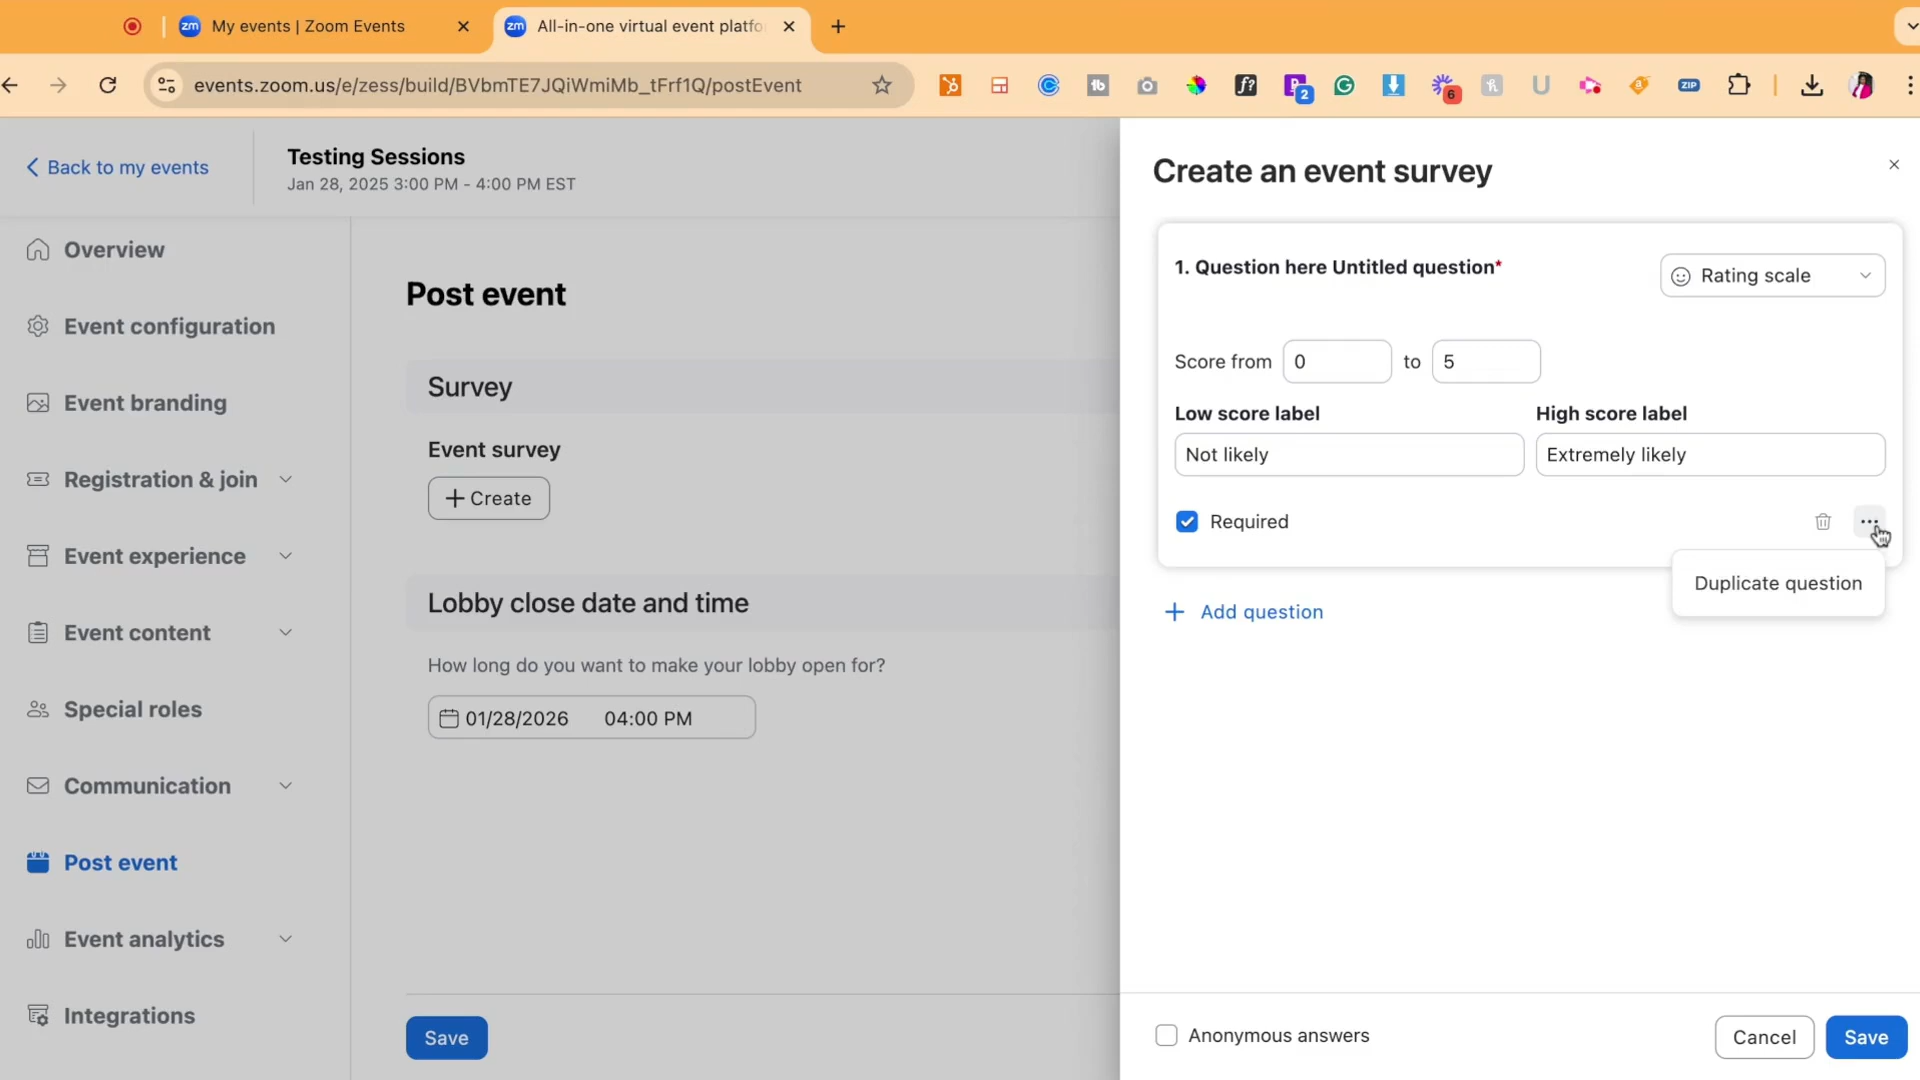 My events | Zoom Events
All-in-one virtual event platfo
events.zoom.us/e/zess/build/BVbmTE7JQiWmiMb_tFrf1Q/postEvent
Back to my events
Testing Sessions
Jan 28, 2025 3:00 PM - 4:00 PM EST
Overview
Event configuration
Event branding
Registration & join
Event experience
Event content
Special roles
Communication
Post event
Event analytics
Integrations
Post event
Survey
Event survey
+ Create
Lobby close date and time
How long do you want to make your lobby open for?
01/28/2026 04:00 PM
Save
Create an event survey
1. Question here Untitled question*
Rating scale
Score from 0 to 5
Low score label High score label
Not likely Extremely likely
Required
Duplicate question
+ Add question
Anonymous answers
Cancel Save
zm
zm
tb
f?
2
6
U
ZIP